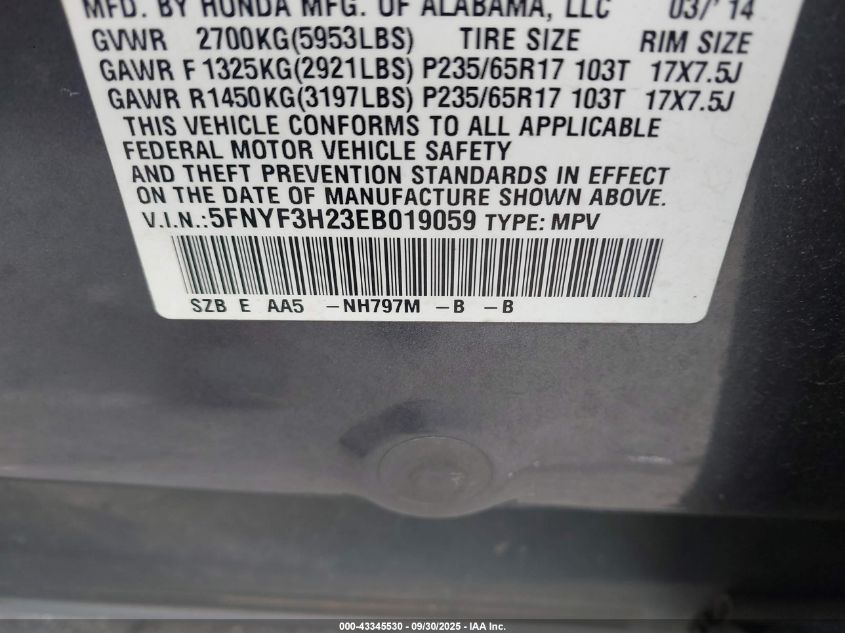 MFD. BY HONDA MFG. OF ALABAMA, LLC 03/'14
GVWR 2700KG(5953LBS) TIRE SIZE RIM SIZE
GAWR F 1325KG(2921LBS) P235/65R17 103T 17X7.5J
GAWR R1450KG(3197LBS) P235/65R17 103T 17X7.5J
THIS VEHICLE CONFORMS TO ALL APPLICABLE
FEDERAL MOTOR VEHICLE SAFETY
AND THEFT PREVENTION STANDARDS IN EFFECT
ON THE DATE OF MANUFACTURE SHOWN ABOVE.
V.I.N.:5FNYF3H23EB019059 TYPE: MPV
SZB E AA5 -NH797M -B -B
000-43345530 - 09/30/2025 - IAA Inc.